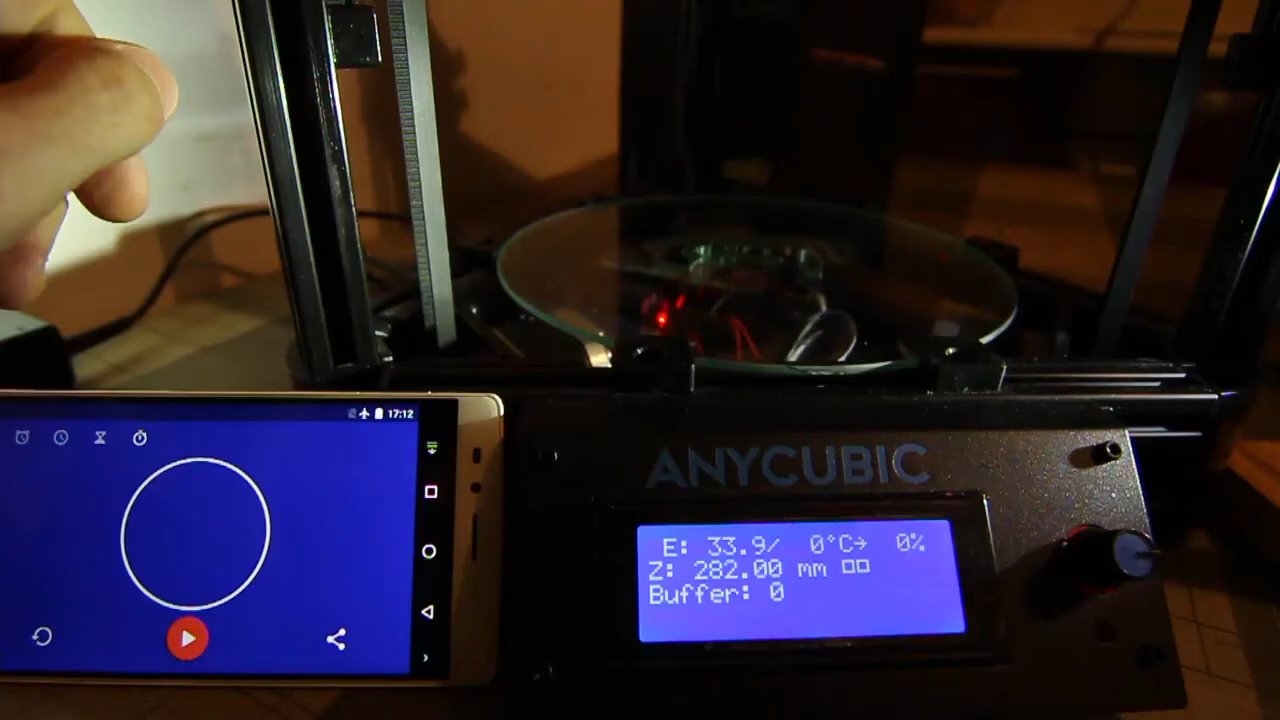 17:12
ANYCUBIC
E: 33.9/ 0°C→ 0%
Z: 282.00 mm □□
Buffer: 0